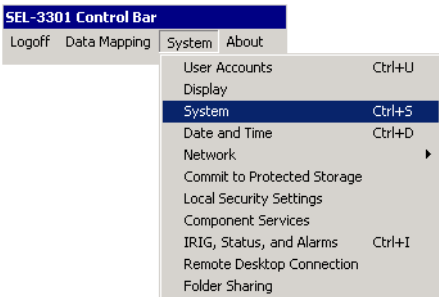 SEL-3301 Control Bar
Logoff Data Mapping System About
User Accounts Ctrl+U
Display
System Ctrl+S
Date and Time Ctrl+D
Network
Commit to Protected Storage
Local Security Settings
Component Services
IRIG, Status, and Alarms Ctrl+I
Remote Desktop Connection
Folder Sharing